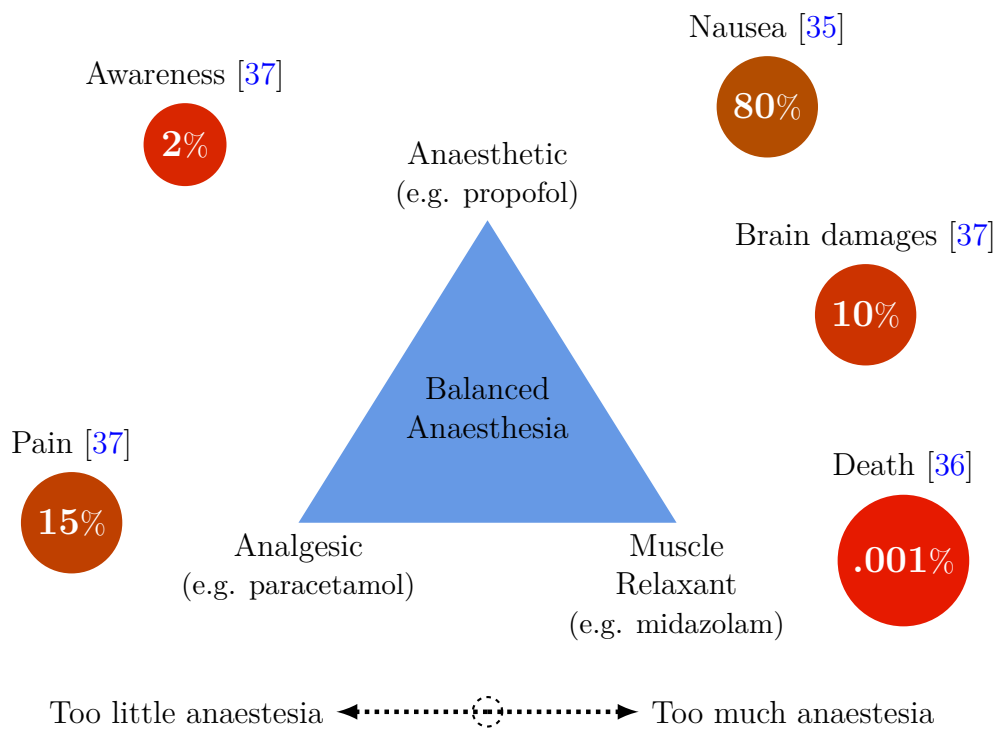 Nausea [35]
80%
Awareness [37]
2%
Anaesthetic
(e.g. propofol)
Brain damages [37]
10%
Balanced
Anaesthesia
Pain [37]
15%
Death [36]
.001%
Analgesic
(e.g. paracetamol)
Muscle
Relaxant
(e.g. midazolam)
Too little anaestesia
Too much anaestesia